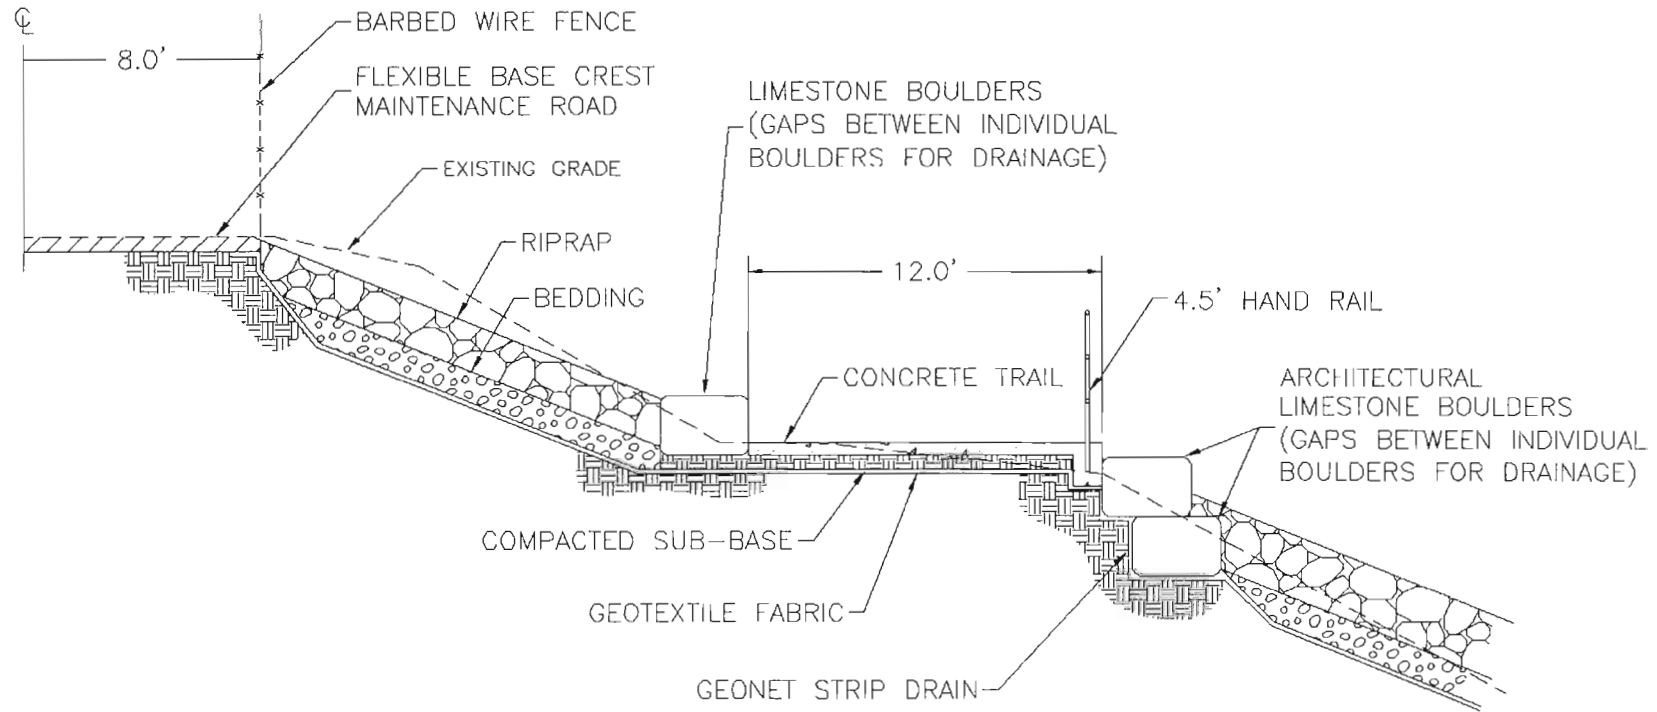 ℄
BARBED WIRE FENCE
8.0'
FLEXIBLE BASE CREST
MAINTENANCE ROAD
LIMESTONE BOULDERS
(GAPS BETWEEN INDIVIDUAL
BOULDERS FOR DRAINAGE)
EXISTING GRADE
RIPRAP
12.0'
BEDDING
4.5' HAND RAIL
CONCRETE TRAIL
ARCHITECTURAL
LIMESTONE BOULDERS
(GAPS BETWEEN INDIVIDUAL
BOULDERS FOR DRAINAGE)
COMPACTED SUB-BASE
GEOTEXTILE FABRIC
GEONET STRIP DRAIN